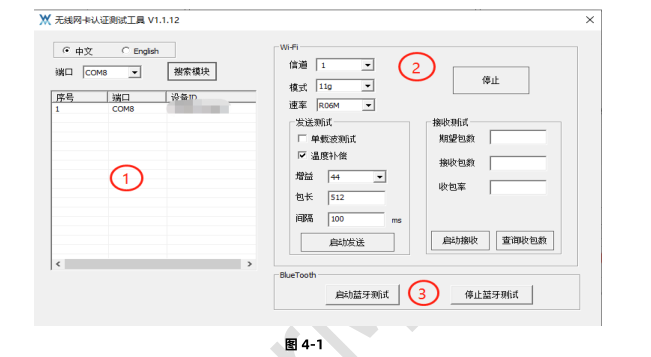 无线网卡认证测试工具 V1.1.12
中文 English
端口 COM8 搜索模块
序号 端口 设备ID
1 COM8
1
Wi-Fi
信道 1
2
停止
模式 11g
速率 R06M
发送测试
单载波测试
温度补偿
增益 44
包长 512
间隔 100 ms
启动发送
接收测试
期望包数
接收包数
收包率
启动接收 查询收包数
BlueTooth
启动蓝牙测试 3 停止蓝牙测试
图 4-1